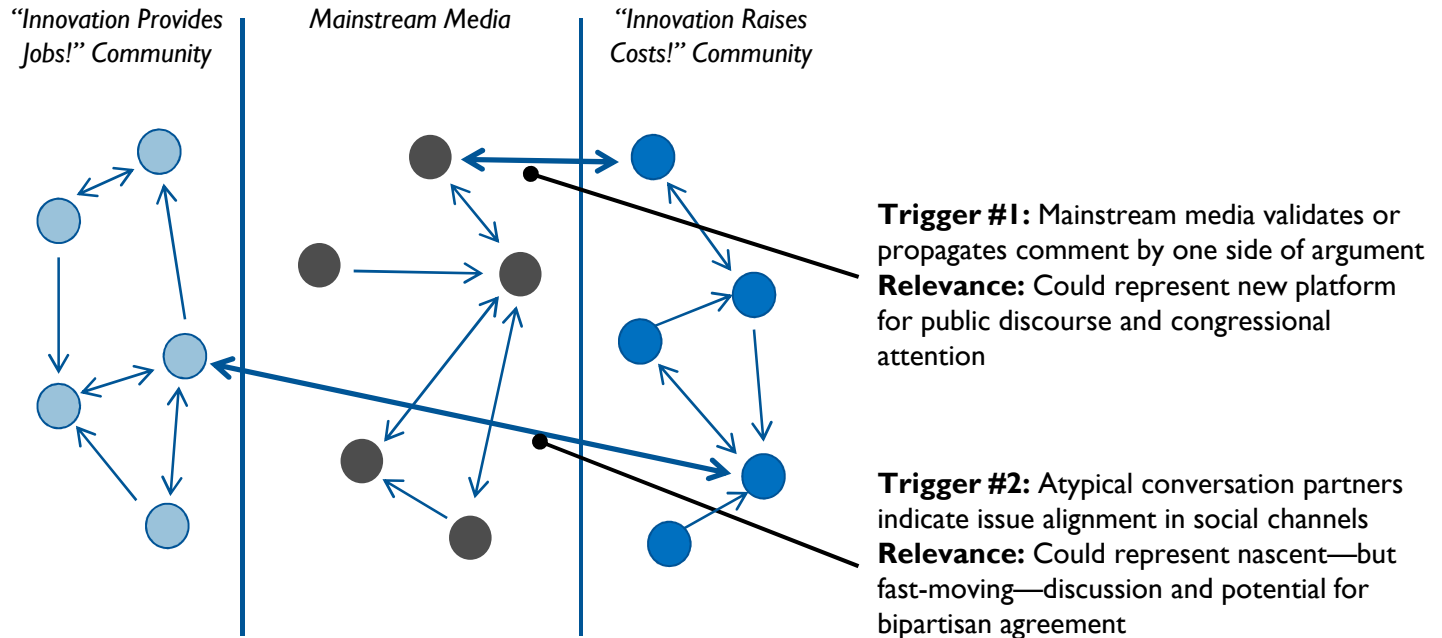 “Innovation Provides
Jobs!” Community
Mainstream Media
“Innovation Raises
Costs!” Community
Trigger #1: Mainstream media validates or
propagates comment by one side of argument
Relevance: Could represent new platform
for public discourse and congressional
attention
Trigger #2: Atypical conversation partners
indicate issue alignment in social channels
Relevance: Could represent nascent—but
fast-moving—discussion and potential for
bipartisan agreement